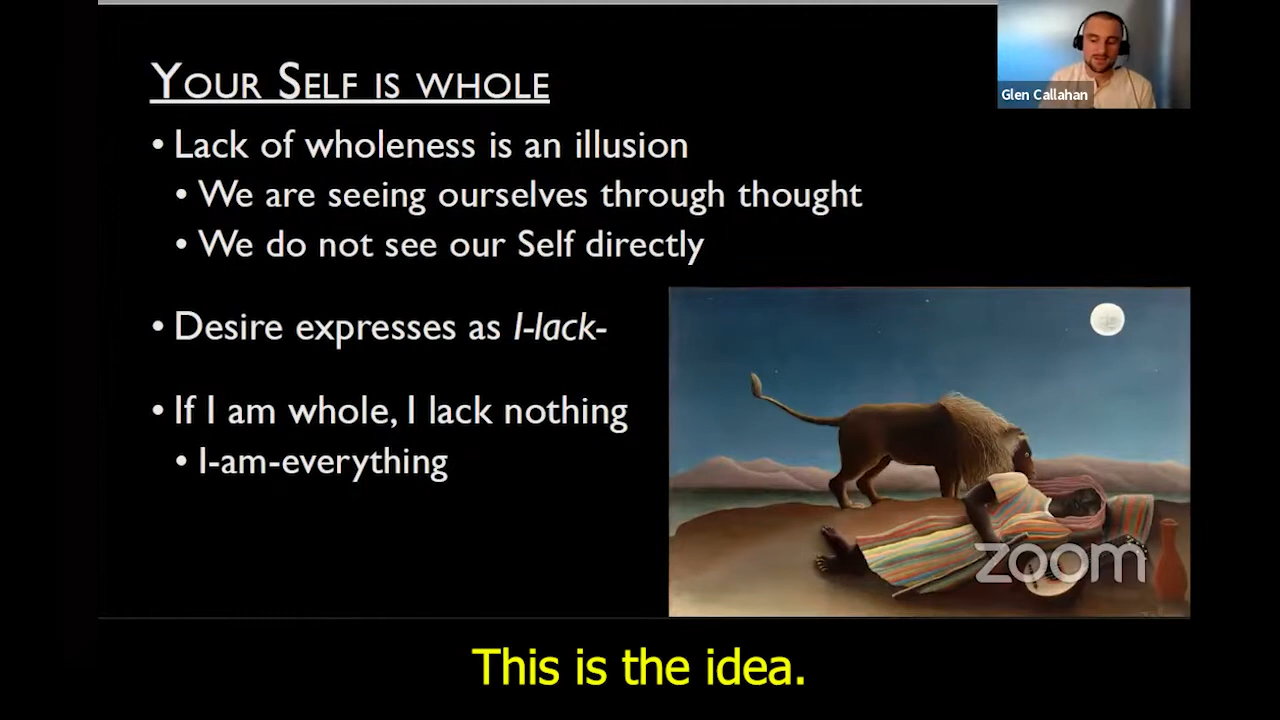 YOUR SELF IS WHOLE
Glen Callahan
• Lack of wholeness is an illusion
• We are seeing ourselves through thought
• We do not see our Self directly
• Desire expresses as I-lack-
• If I am whole, I lack nothing
• I-am-everything
zoom
This is the idea.